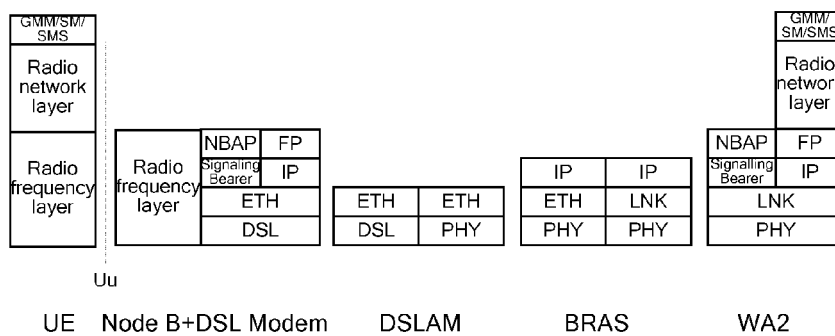 GMM/SM/
SMS
Radio
network
layer
Radio
frequency
layer
Uu
UE
Radio
frequency
layer
NBAP
FP
Signaling
Bearer
IP
ETH
DSL
Node B+DSL Modem
ETH
ETH
DSL
PHY
DSLAM
IP
IP
ETH
LNK
PHY
PHY
BRAS
GMM/
SM/SMS
Radio
network
layer
NBAP
FP
Signalling
Bearer
IP
LNK
PHY
WA2